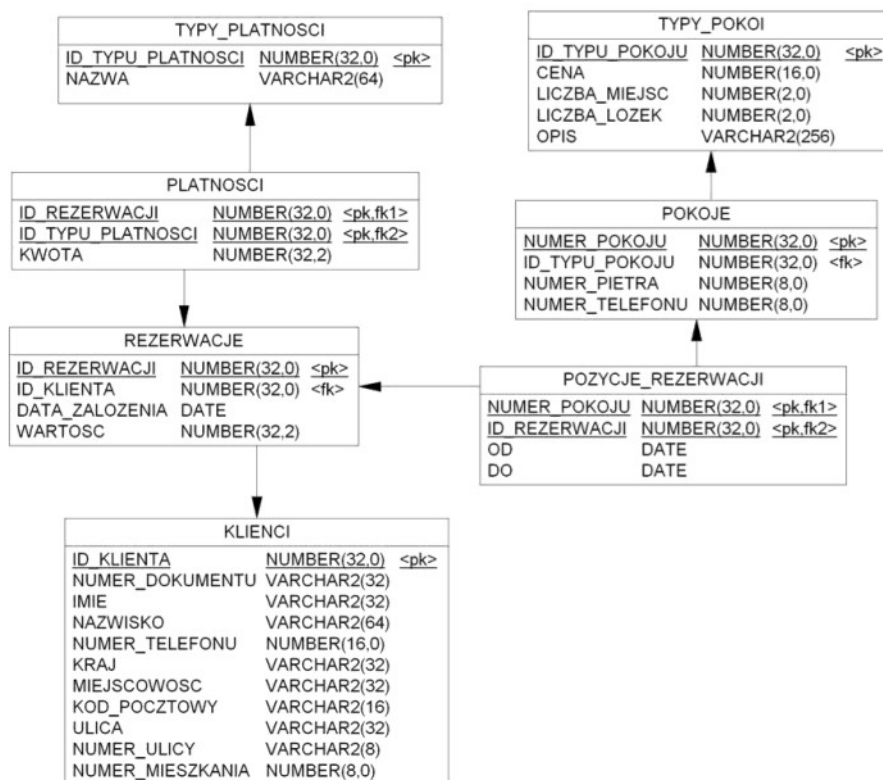 TYPY_PLATNOSCI
ID_TYPU_PLATNOSCI NUMBER(32,0) <pk>
NAZWA VARCHAR2(64)
TYPY_POKOI
ID_TYPU_POKOJU NUMBER(32,0) <pk>
CENA NUMBER(16,0)
LICZBA_MIEJSC NUMBER(2,0)
LICZBA_LOZEK NUMBER(2,0)
OPIS VARCHAR2(256)
PLATNOSCI
ID_REZERWACJI NUMBER(32,0) <pk,fk1>
ID_TYPU_PLATNOSCI NUMBER(32,0) <pk,fk2>
KWOTA NUMBER(32,2)
POKOJE
NUMER_POKOJU NUMBER(32,0) <pk>
ID_TYPU_POKOJU NUMBER(32,0) <fk>
NUMER_PIETRA NUMBER(8,0)
NUMER_TELEFONU NUMBER(8,0)
REZERWACJE
ID_REZERWACJI NUMBER(32,0) <pk>
ID_KLIENTA NUMBER(32,0) <fk>
DATA_ZALOZENIA DATE
WARTOSC NUMBER(32,2)
POZYCJE_REZERWACJI
NUMER_POKOJU NUMBER(32,0) <pk,fk1>
ID_REZERWACJI NUMBER(32,0) <pk,fk2>
OD DATE
DO DATE
KLIENCI
ID_KLIENTA NUMBER(32,0) <pk>
NUMER_DOKUMENTU VARCHAR2(32)
IMIE VARCHAR2(32)
NAZWISKO VARCHAR2(64)
NUMER_TELEFONU NUMBER(16,0)
KRAJ VARCHAR2(32)
MIEJSCOWOSC VARCHAR2(32)
KOD_POCZTOWY VARCHAR2(16)
ULICA VARCHAR2(32)
NUMER_ULICY VARCHAR2(8)
NUMER_MIESZKANIA NUMBER(8,0)